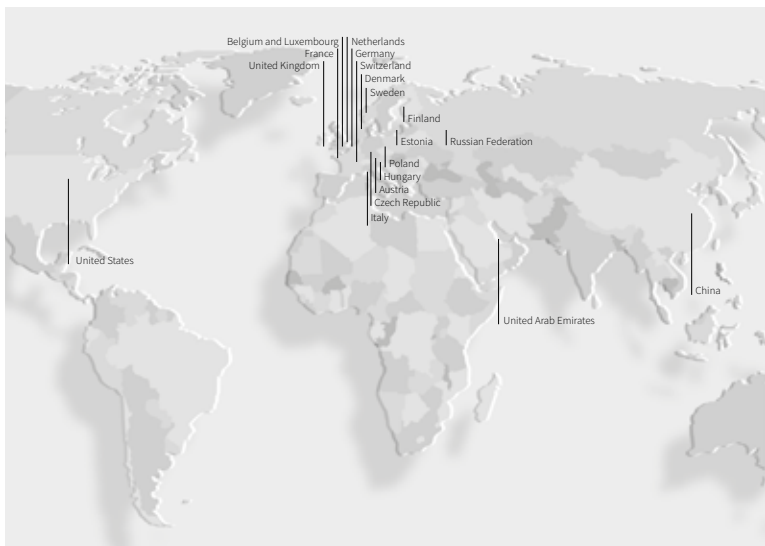 Belgium and Luxembourg
Netherlands
France
Germany
United Kingdom
Switzerland
Denmark
Sweden
Finland
Estonia
Russian Federation
Poland
Hungary
Austria
Czech Republic
Italy
United States
China
United Arab Emirates